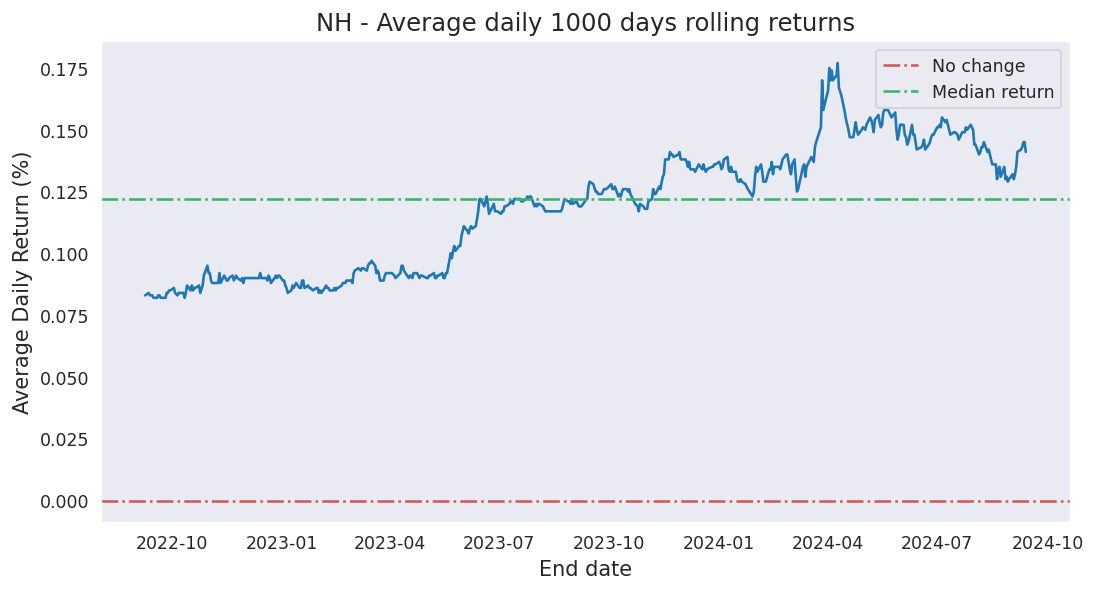 NH - Average daily 1000 days rolling returns
No change
Median return
Average Daily Return (%)
0.175
0.150
0.125
0.100
0.075
0.050
0.025
0.000
2022-10 2023-01 2023-04 2023-07 2023-10 2024-01 2024-04 2024-07 2024-10
End date